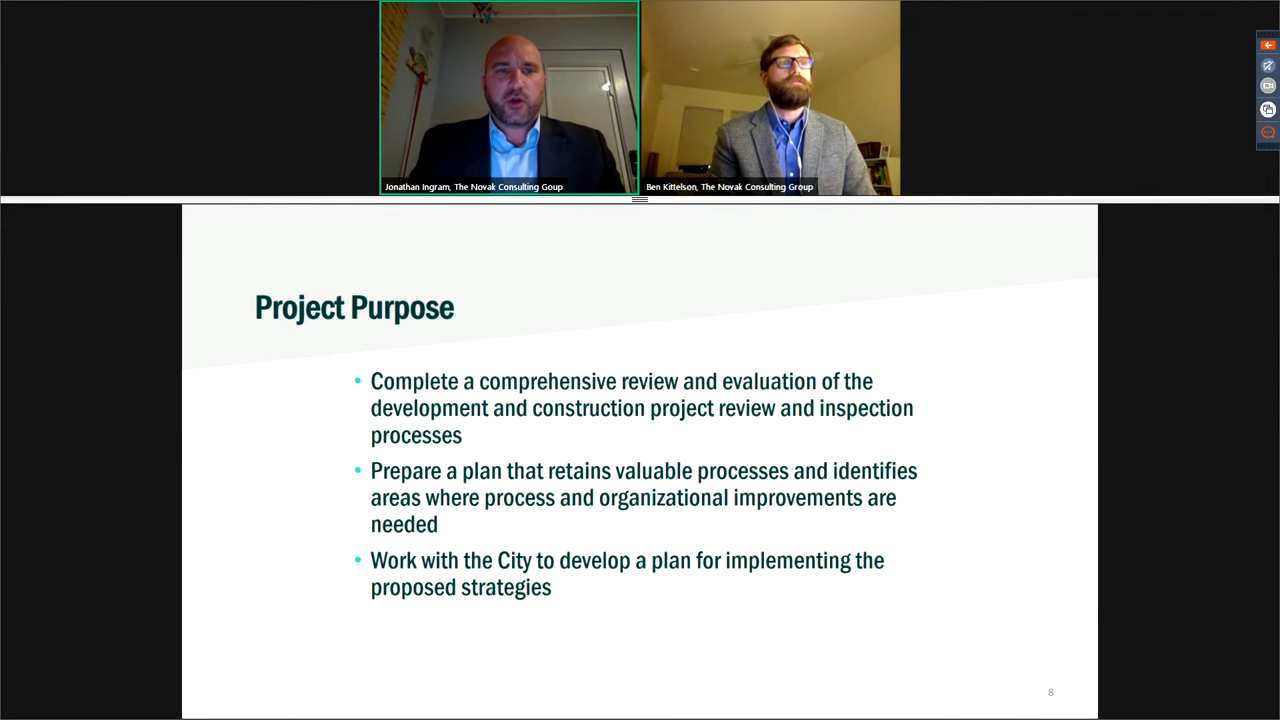 Jonathan Ingram, The Novak Consulting Goup
Ben Kittelson, The Novak Consulting Group
Project Purpose
• Complete a comprehensive review and evaluation of the
development and construction project review and inspection
processes
• Prepare a plan that retains valuable processes and identifies
areas where process and organizational improvements are
needed
• Work with the City to develop a plan for implementing the
proposed strategies
8